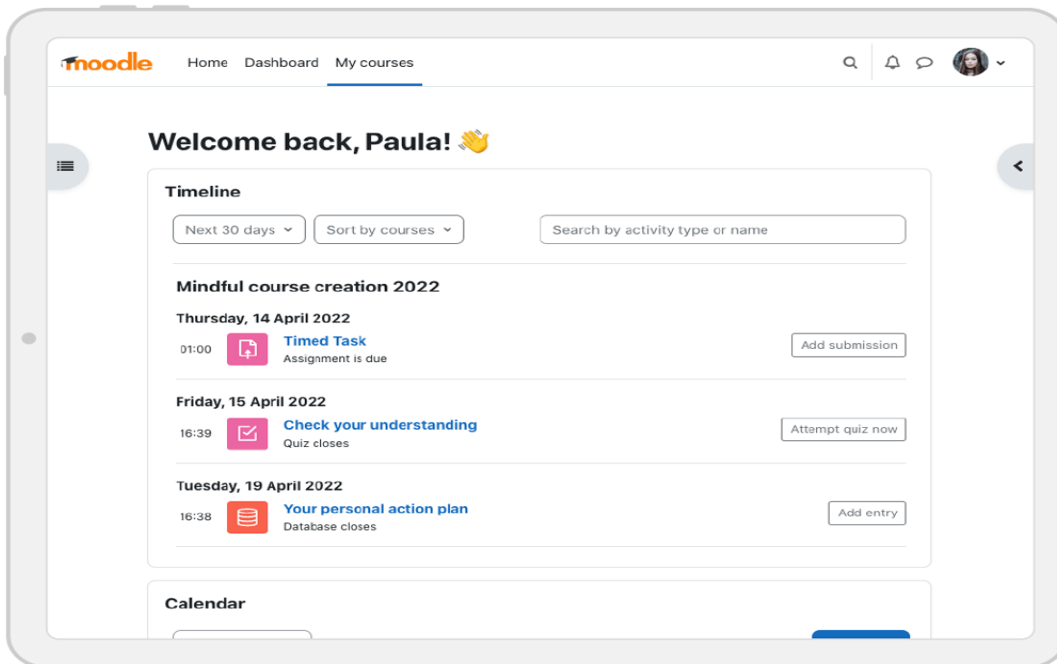 moodle Home Dashboard My courses
Welcome back, Paula! 👋
Timeline
Next 30 days Sort by courses Search by activity type or name
Mindful course creation 2022
Thursday, 14 April 2022
01:00 Timed Task Add submission
Assignment is due
Friday, 15 April 2022
16:39 Check your understanding Attempt quiz now
Quiz closes
Tuesday, 19 April 2022
16:38 Your personal action plan Add entry
Database closes
Calendar